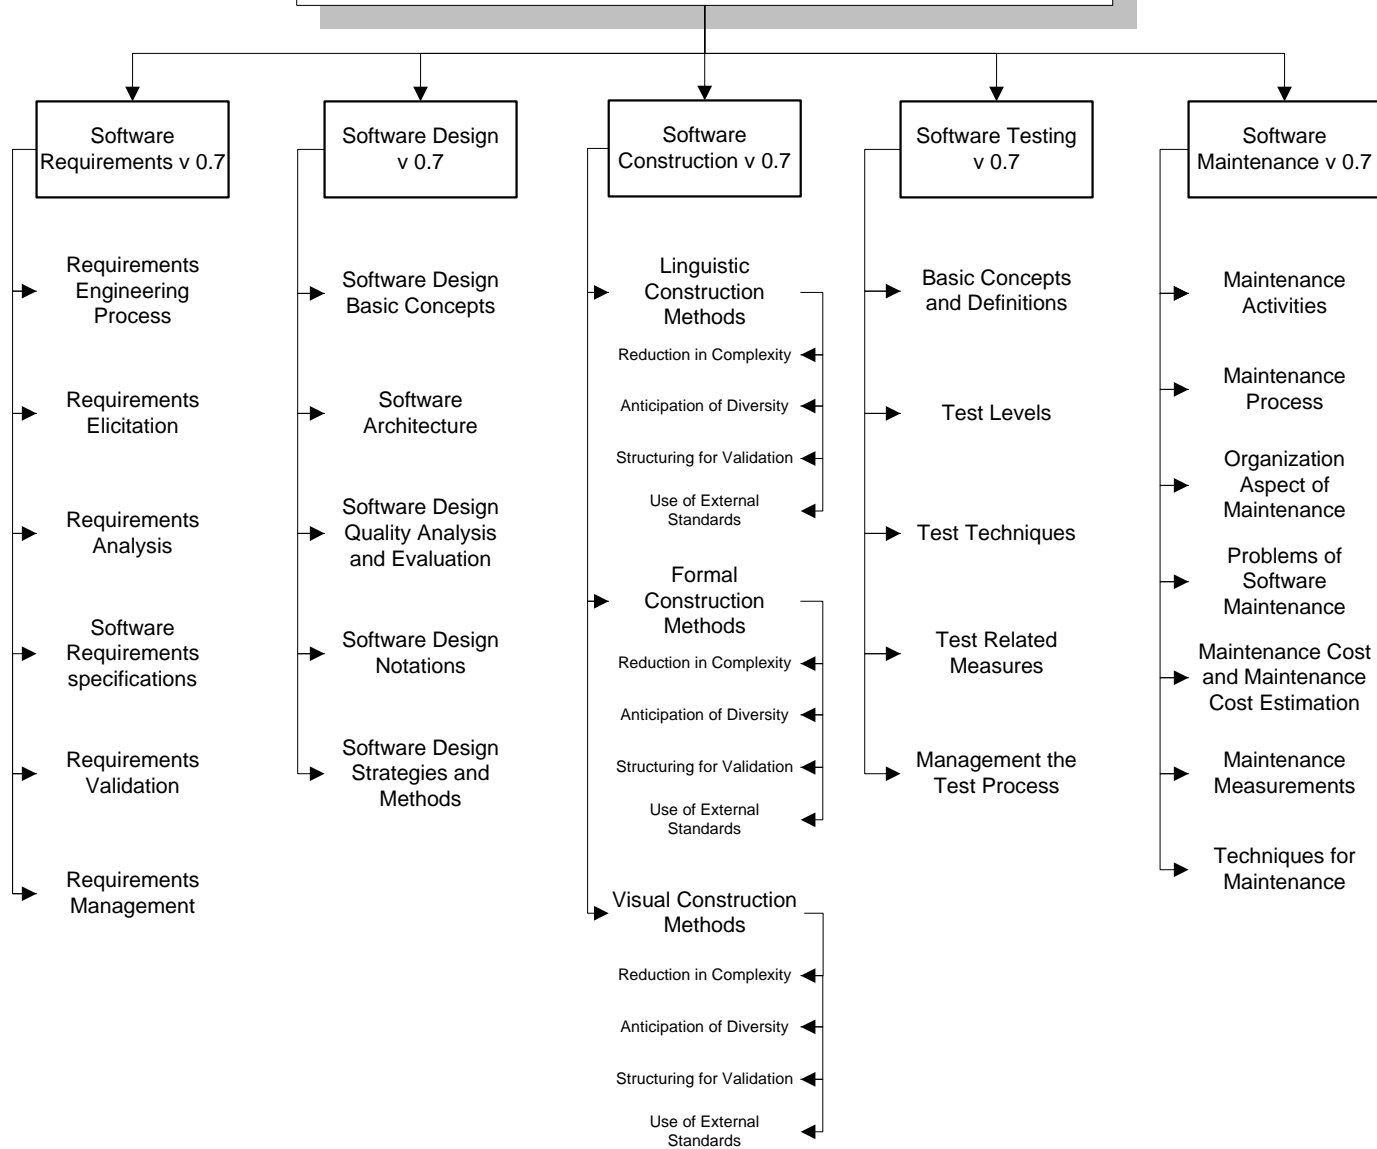 Software
Requirements v 0.7
Requirements
Engineering
Process
Requirements
Elicitation
Requirements
Analysis
Software
Requirements
specifications
Requirements
Validation
Requirements
Management
Software Design
v 0.7
Software Design
Basic Concepts
Software
Architecture
Software Design
Quality Analysis
and Evaluation
Software Design
Notations
Software Design
Strategies and
Methods
Software
Construction v 0.7
Linguistic
Construction
Methods
Reduction in Complexity
Anticipation of Diversity
Structuring for Validation
Use of External
Standards
Formal
Construction
Methods
Reduction in Complexity
Anticipation of Diversity
Structuring for Validation
Use of External
Standards
Visual Construction
Methods
Reduction in Complexity
Anticipation of Diversity
Structuring for Validation
Use of External
Standards
Software Testing
v 0.7
Basic Concepts
and Definitions
Test Levels
Test Techniques
Test Related
Measures
Management the
Test Process
Software
Maintenance v 0.7
Maintenance
Activities
Maintenance
Process
Organization
Aspect of
Maintenance
Problems of
Software
Maintenance
Maintenance Cost
and Maintenance
Cost Estimation
Maintenance
Measurements
Techniques for
Maintenance